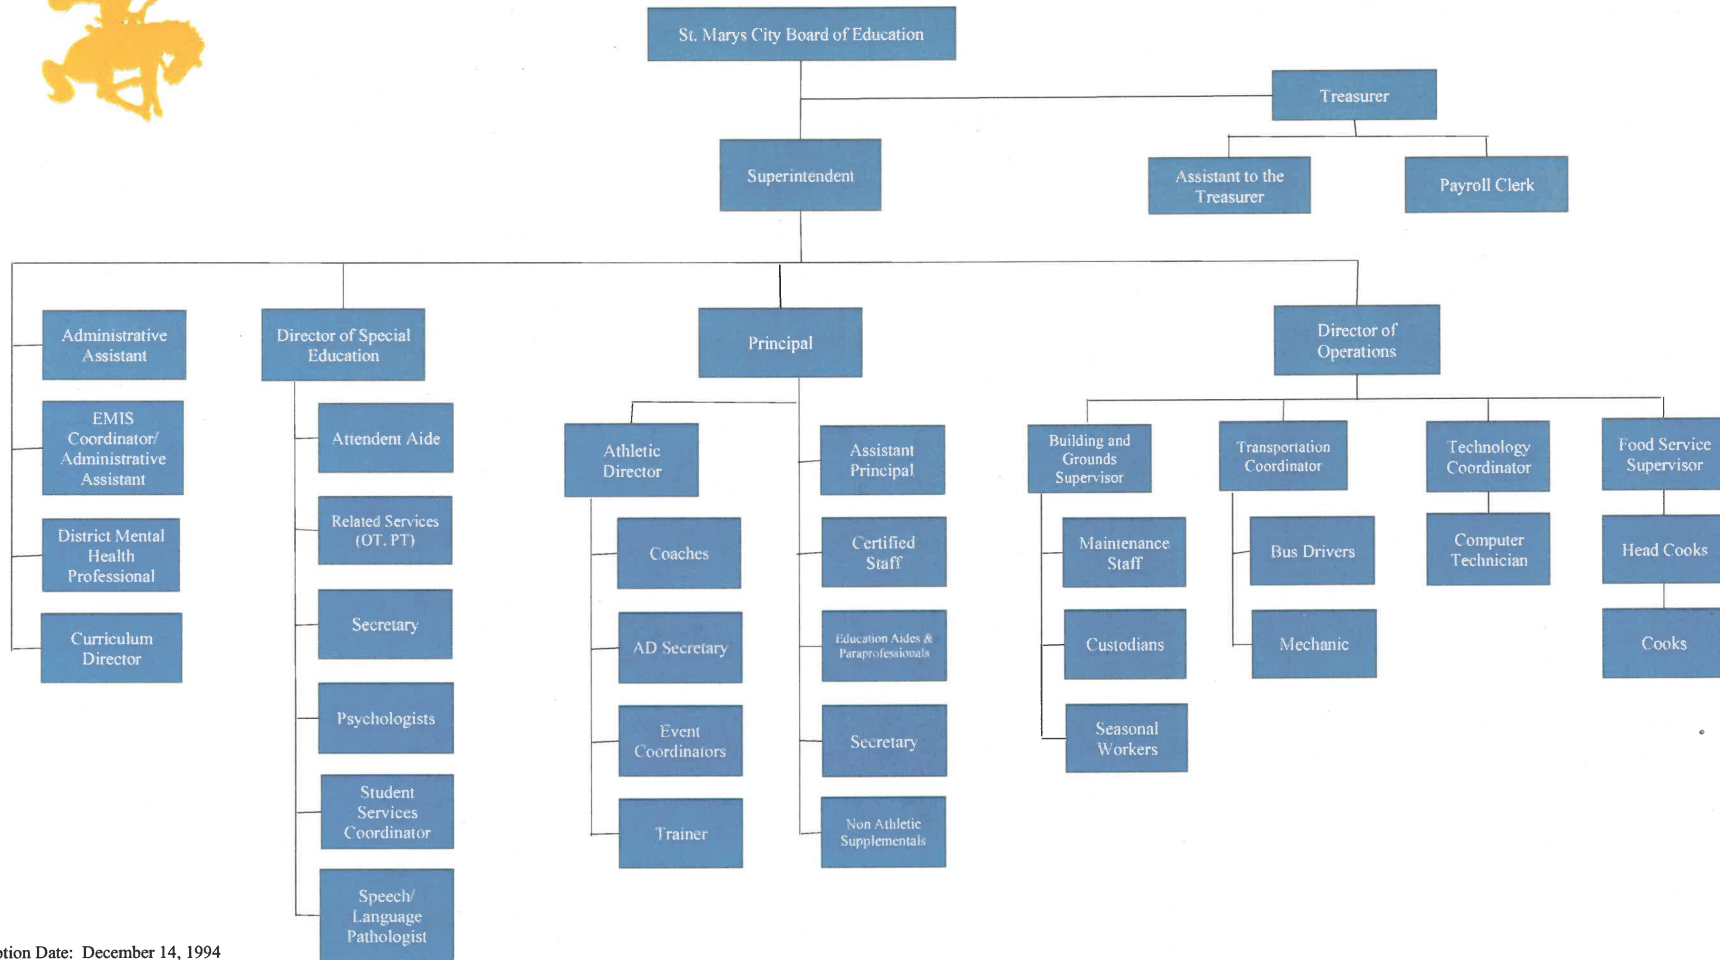 St. Marys City Board of Education
Treasurer
Superintendent
Assistant to the
Treasurer
Payroll Clerk
Administrative
Assistant
EMIS
Coordinator/
Administrative
Assistant
District Mental
Health
Professional
Curriculum
Director
Director of Special
Education
Attendent Aide
Related Services
(OT, PT)
Secretary
Psychologists
Student
Services
Coordinator
Speech/
Language
Pathologist
Principal
Athletic
Director
Coaches
AD Secretary
Event
Coordinators
Trainer
Assistant
Principal
Certified
Staff
Education Aides &
Paraprofessionals
Secretary
Non Athletic
Supplementals
Director of
Operations
Building and
Grounds
Supervisor
Maintenance
Staff
Custodians
Seasonal
Workers
Transportation
Coordinator
Bus Drivers
Mechanic
Technology
Coordinator
Computer
Technician
Food Service
Supervisor
Head Cooks
Cooks
Date: December 14, 1994